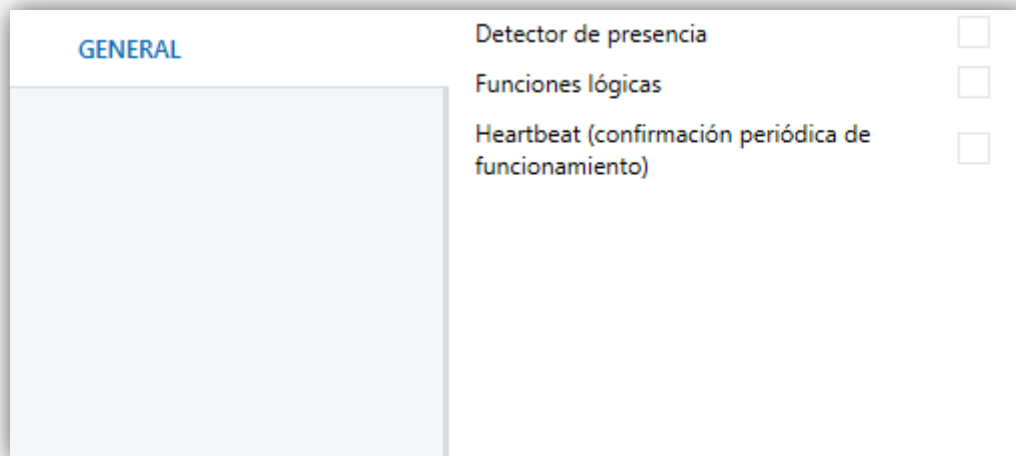 GENERAL
Detector de presencia
Funciones lógicas
Heartbeat (confirmación periódica de
funcionamiento)